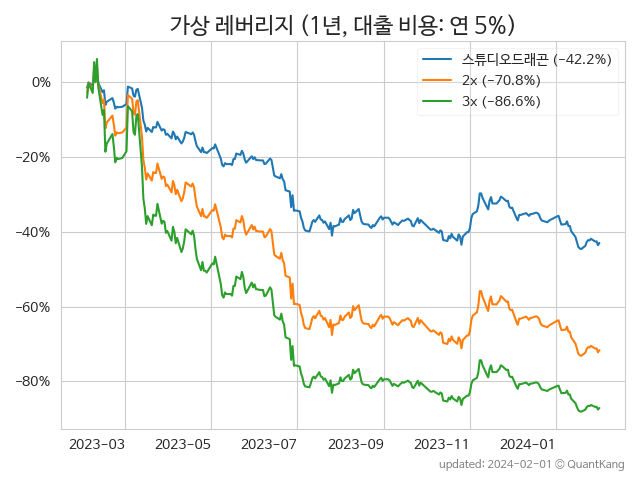 가상 레버리지 (1년, 대출 비용: 연 5%)
스튜디오드래곤 (−42.2%)
2x (−70.8%)
3x (−86.6%)
0%
−20%
−40%
−60%
−80%
2023−03 2023−05 2023−07 2023−09 2023−11 2024−01
updated: 2024-02-01 © QuantKang